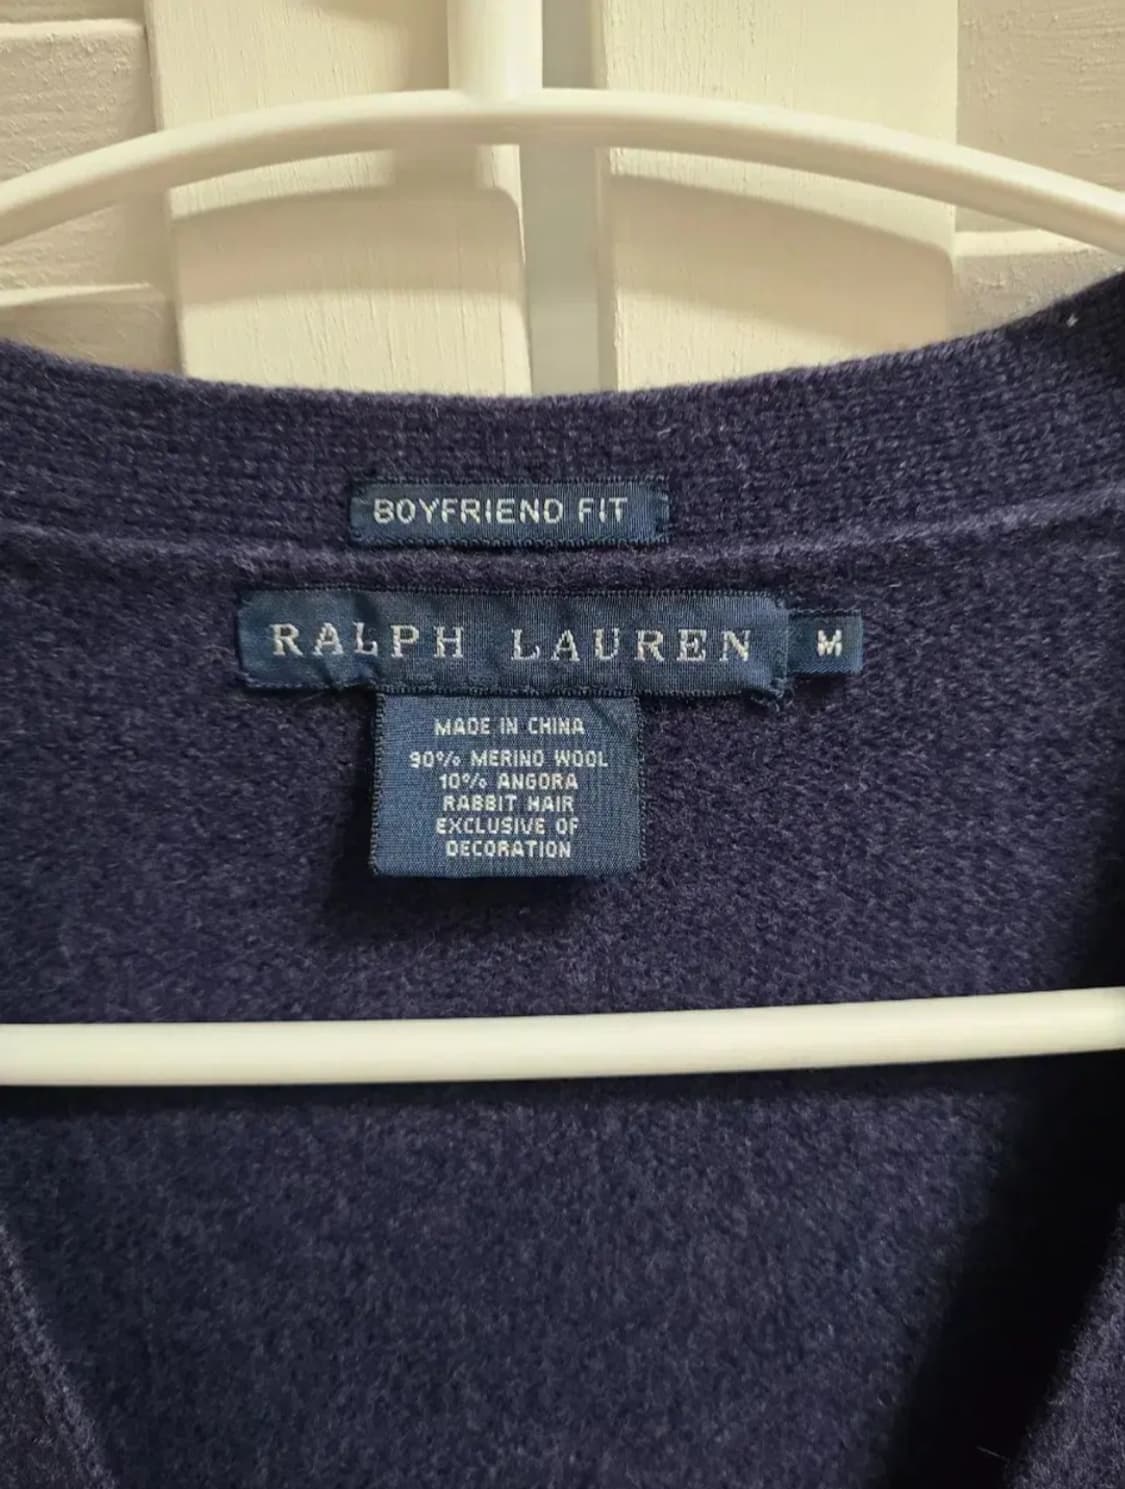 BOYFRIEND FIT
RALPH LAUREN M
MADE IN CHINA
90% MERINO WOOL
10% ANGORA
RABBIT HAIR
EXCLUSIVE OF
DECORATION